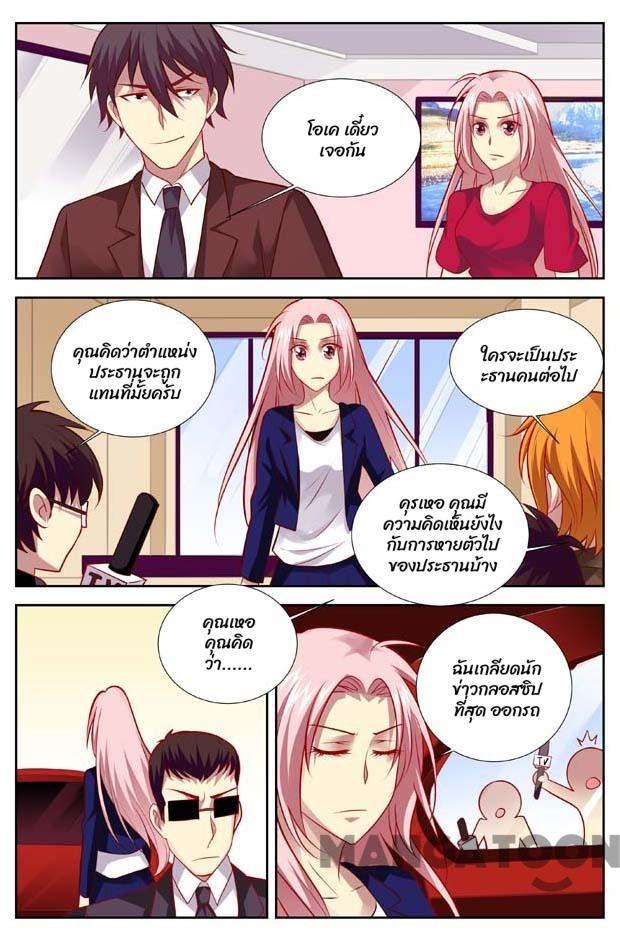 โอเค เดี๋ยว
เจอกัน
คุณคิดว่าตำแหน่ง
ประธานจะถูก
แทนที่มั้ยครับ
ใครจะเป็นประ
ะธานคนต่อไป
คุรเหอ คุณมี
ความคิดเห็นยังไง
กับการหายตัวไป
ของประธานบ้าง
TV
คุณเหอ
คุณคิด
ว่า......
ฉันเกลียดนัก
ข่าวกลอสซิป
ที่สุด ออกรถ
TV
MANGATOON